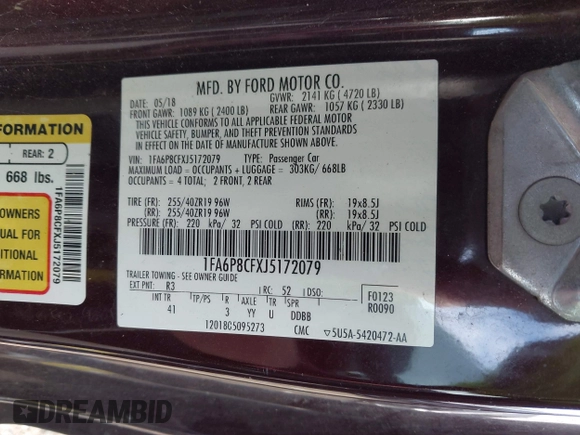 MFD. BY FORD MOTOR CO.
05/18
GVWR: 2141 KG ( 4720 LB)
FRONT GAWR: 1089 KG ( 2400 LB)
REAR GAWR: 1057 KG ( 2330 LB)
THIS VEHICLE CONFORMS TO ALL APPLICABLE FEDERAL MOTOR
VEHICLE SAFETY, BUMPER, AND THEFT PREVENTION STANDARDS
IN EFFECT ON THE DATE OF MANUFACTURE SHOWN ABOVE.
VIN: 1FA6P8CFXJ5172079
TYPE: Passenger Car
MAXIMUM LOAD = OCCUPANTS + LUGGAGE = 303KG/ 668LB
OCCUPANTS = 4 TOTAL; 2 FRONT, 2 REAR
TIRE (FR): 255/40ZR19 96W
RIMS (FR): 19x8.5J
(RR): 255/40ZR19 96W
(RR): 19x8.5J
PRESSURE (FR): 220 kPa/ 32 PSI COLD (RR): 220 kPa/ 32 PSI COLD
1FA6P8CFXJ5172079
TRAILER TOWING - SEE OWNER GUIDE
EXT PNT: R3
RC: 52
DSO:
F0123
R0090
INT TR
TP/PS
R
AXLE
TR
SPR
41
3
YY
U
DDBB
12018C5095273
CMC
5U5A-5420472-AA
FORMATION
REAR: 2
668 lbs.
OWNERS
MANUAL FOR
ADDITIONAL
INFORMATION
1FA6P8CFXJ5172079
DREAMBID